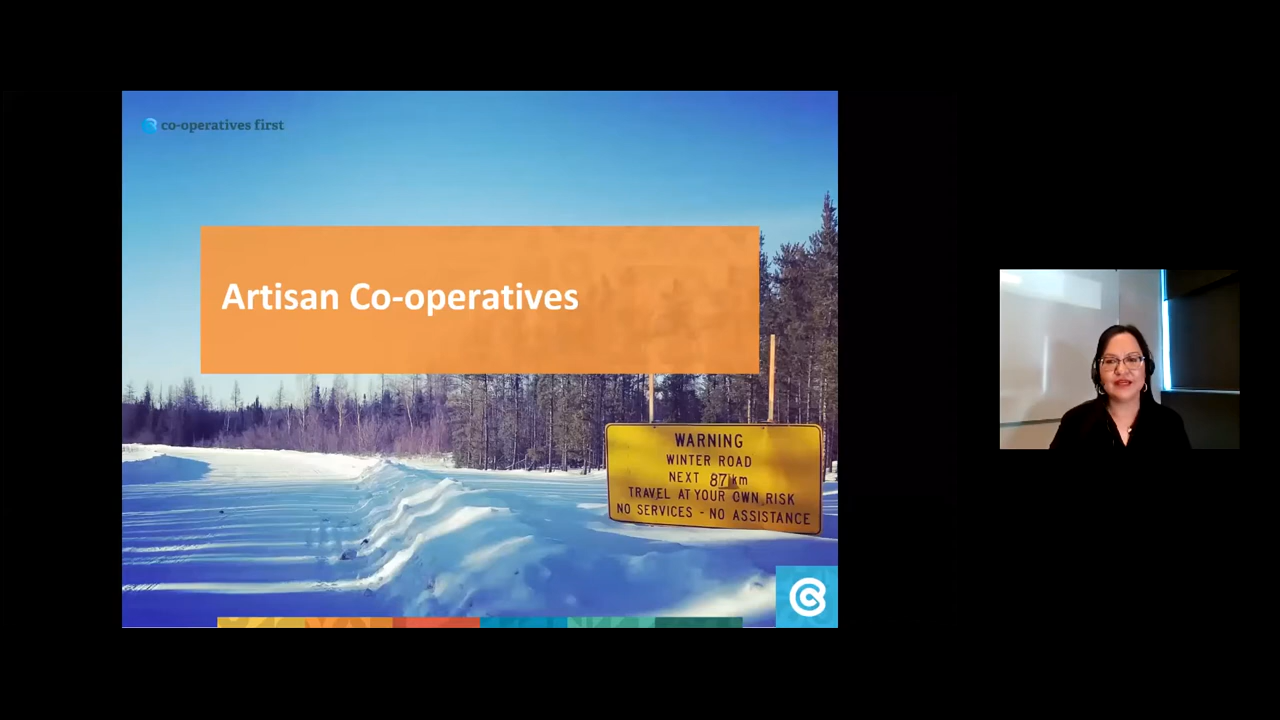 co-operatives first
Artisan Co-operatives
WARNING
WINTER ROAD
NEXT 87 km
TRAVEL AT YOUR OWN RISK
NO SERVICES - NO ASSISTANCE